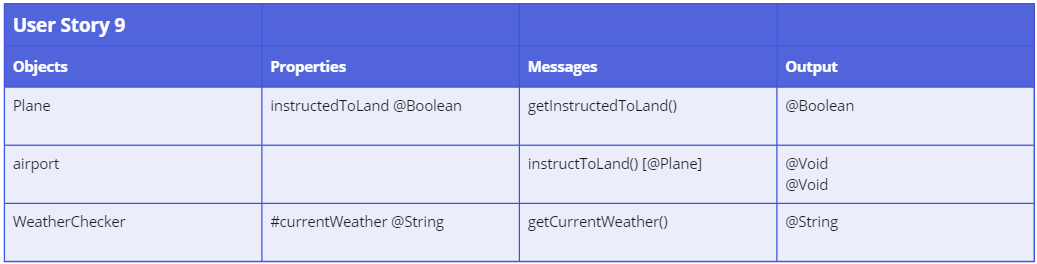 User Story 9
Objects Properties Messages Output
Plane instructedToLand @Boolean getInstructedToLand() @Boolean
airport instructToLand() [@Plane] @Void
@Void
WeatherChecker #currentWeather @String getCurrentWeather() @String